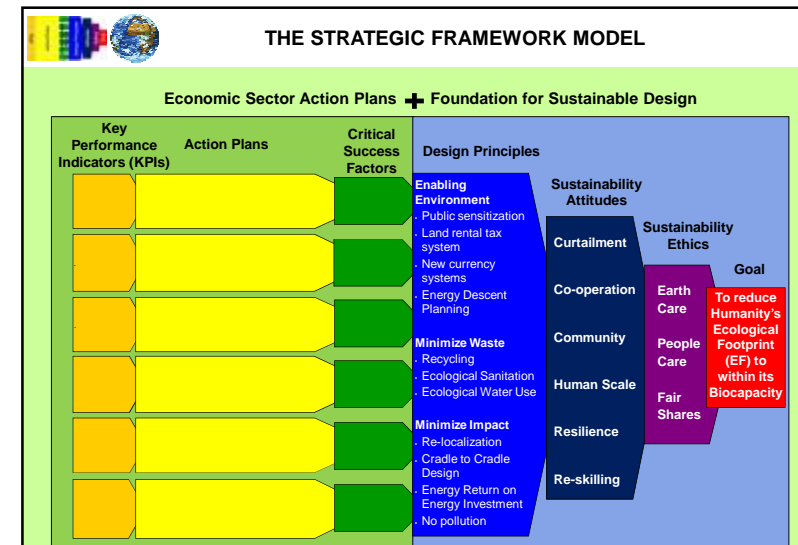 THE STRATEGIC FRAMEWORK MODEL
Economic Sector Action Plans + Foundation for Sustainable Design
Key
Performance
Indicators (KPIs)
Action Plans
Critical
Success
Factors
Design Principles
Enabling
Environment
. Public sensitization
. Land rental tax
system
. New currency
systems
. Energy Descent
Planning
Minimize Waste
. Recycling
. Ecological Sanitation
. Ecological Water Use
Minimize Impact
. Re-localization
. Cradle to Cradle
Design
. Energy Return on
Energy Investment
. No pollution
Sustainability
Attitudes
Curtailment
Co-operation
Community
Human Scale
Resilience
Re-skilling
Sustainability
Ethics
Earth
Care
People
Care
Fair
Shares
Goal
To reduce
Humanity's
Ecological
Footprint
(EF) to
within its
Biocapacity